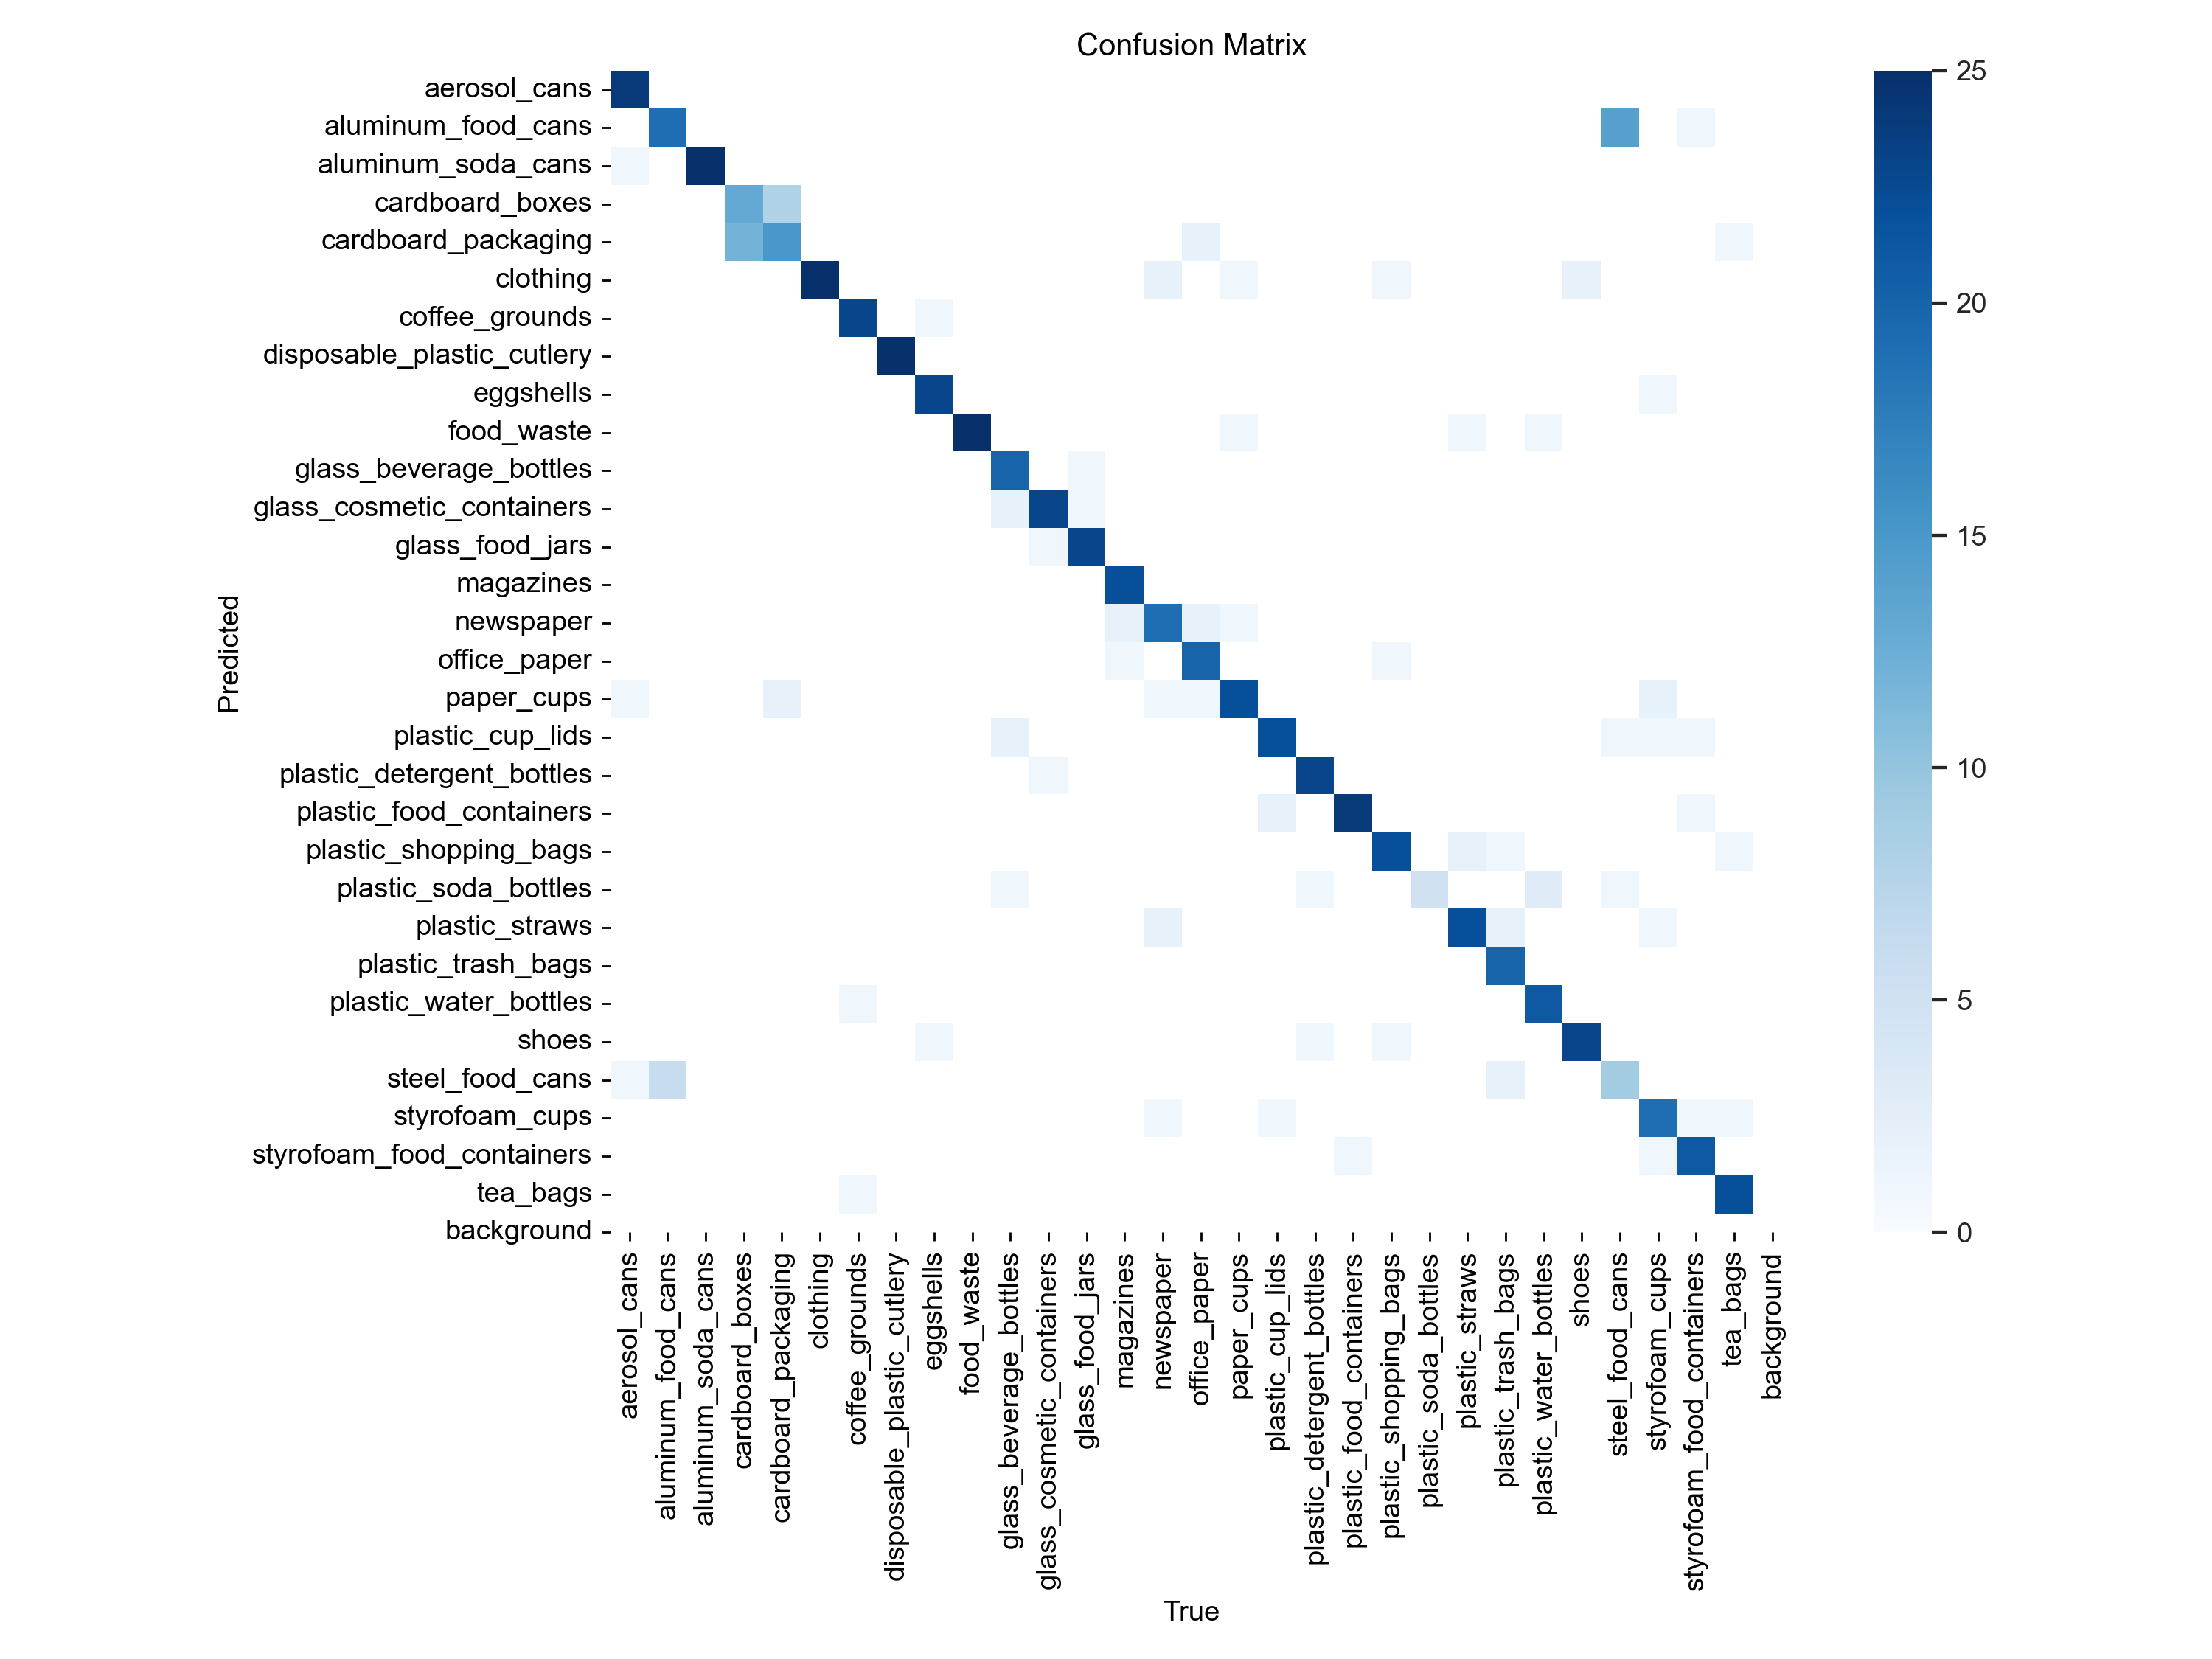 Confusion Matrix
Predicted
aerosol_cans
aluminum_food_cans
aluminum_soda_cans
cardboard_boxes
cardboard_packaging
clothing
coffee_grounds
disposable_plastic_cutlery
eggshells
food_waste
glass_beverage_bottles
glass_cosmetic_containers
glass_food_jars
magazines
newspaper
office_paper
paper_cups
plastic_cup_lids
plastic_detergent_bottles
plastic_food_containers
plastic_shopping_bags
plastic_soda_bottles
plastic_straws
plastic_trash_bags
plastic_water_bottles
shoes
steel_food_cans
styrofoam_cups
styrofoam_food_containers
tea_bags
background
aerosol_cans
aluminum_food_cans
aluminum_soda_cans
cardboard_boxes
cardboard_packaging
clothing
coffee_grounds
disposable_plastic_cutlery
eggshells
food_waste
glass_beverage_bottles
glass_cosmetic_containers
glass_food_jars
magazines
newspaper
office_paper
paper_cups
plastic_cup_lids
plastic_detergent_bottles
plastic_food_containers
plastic_shopping_bags
plastic_soda_bottles
plastic_straws
plastic_trash_bags
plastic_water_bottles
shoes
steel_food_cans
styrofoam_cups
styrofoam_food_containers
tea_bags
background
True
25
20
15
10
5
0